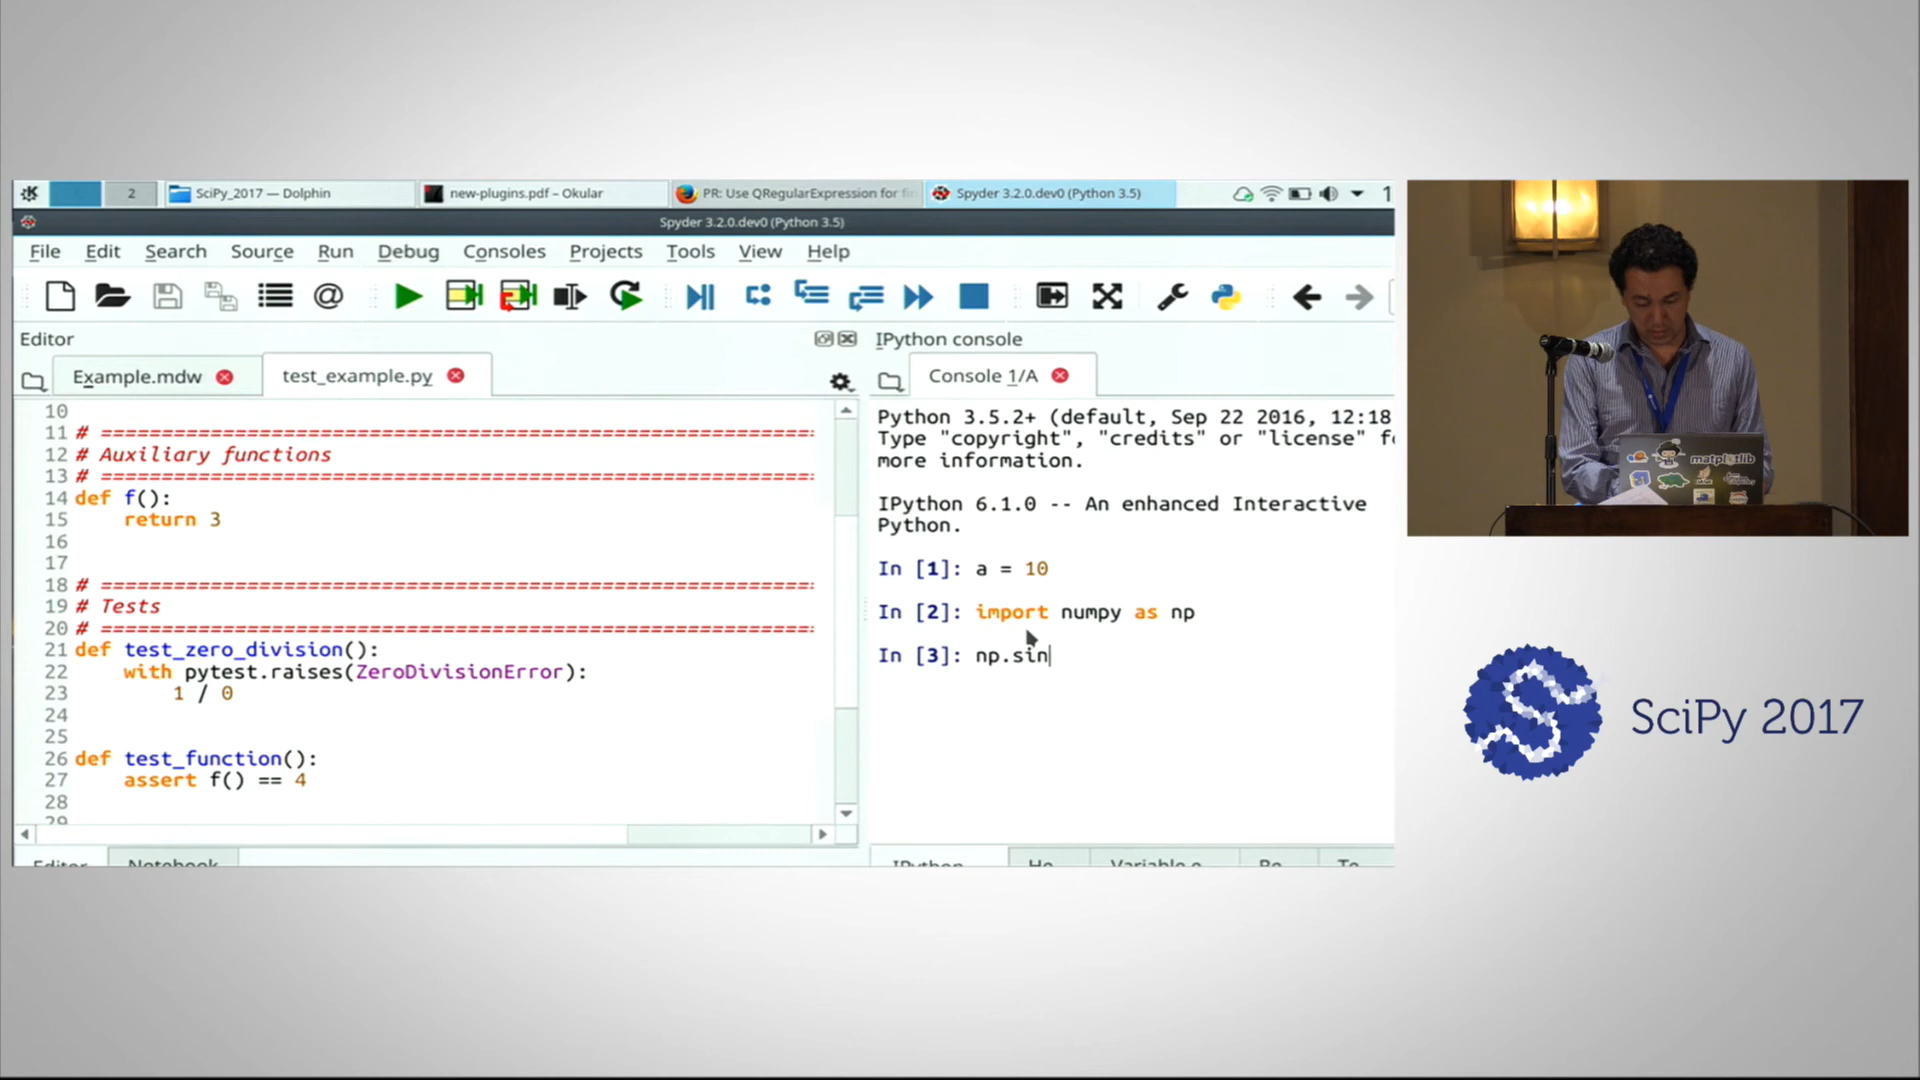 2
SciPy_2017 — Dolphin
new-plugins.pdf – Okular
PR: Use QRegularExpression for
Spyder 3.2.0.dev0 (Python 3.5)
1
Spyder 3.2.0.dev0 (Python 3.5)
File Edit Search Source Run Debug Consoles Projects Tools View Help
Editor
Example.mdw
test_example.py
10
11 # ===========================================================
12 # Auxiliary functions
13 # ===========================================================
14 def f():
15     return 3
16
17
18 # ===========================================================
19 # Tests
20 # ===========================================================
21 def test_zero_division():
22     with pytest.raises(ZeroDivisionError):
23         1 / 0
24
25
26 def test_function():
27     assert f() == 4
28
29
Editor
Notebook
IPython console
Console 1/A
Python 3.5.2+ (default, Sep 22 2016, 12:18
Type "copyright", "credits" or "license"
more information.
IPython 6.1.0 -- An enhanced Interactive
Python.
In [1]: a = 10
In [2]: import numpy as np
In [3]: np.sin
IPython
matplotlib
SciPy 2017